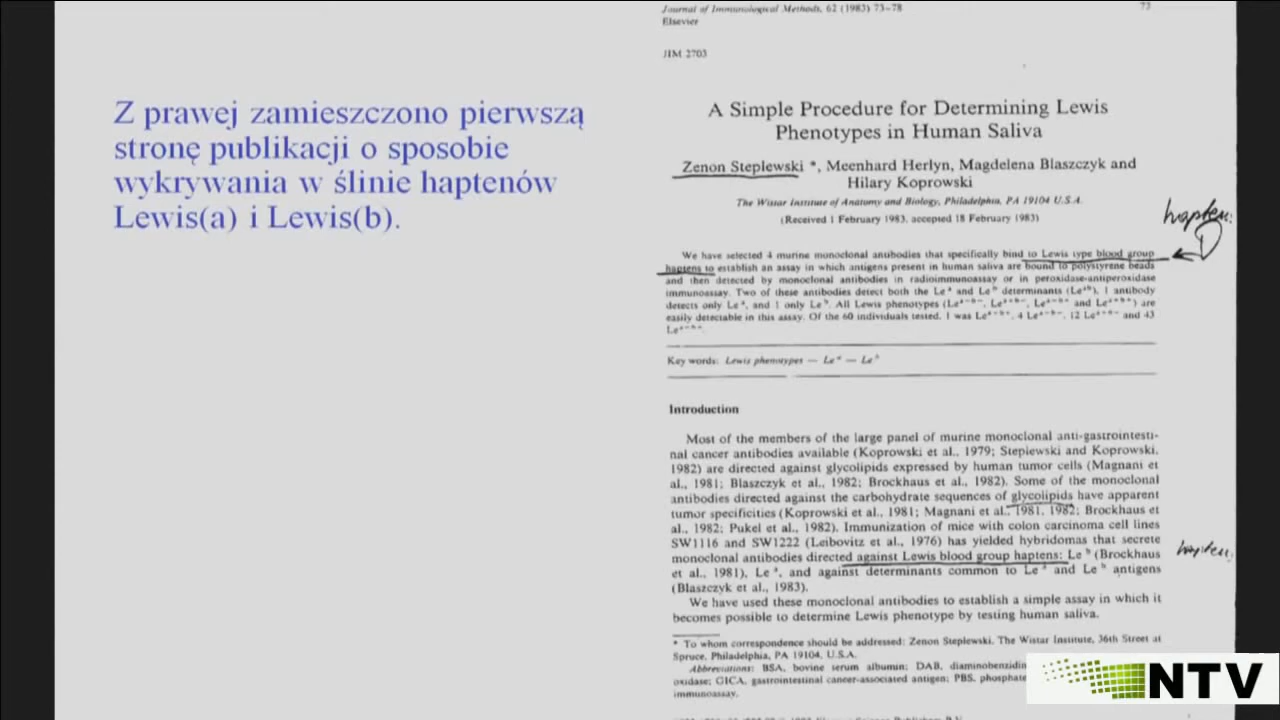 Z prawej zamieszczono pierwszą
stronę publikacji o sposobie
wykrywania w ślinie haptenów
Lewis(a) i Lewis(b).
Journal of Immunological Methods, 62 (1983) 73-78
73
Elsevier
JIM 2703
A Simple Procedure for Determining Lewis
Phenotypes in Human Saliva
Zenon Steplewski *, Meenhard Herlyn, Magdelena Blaszczyk and
Hilary Koprowski
The Wistar Institute of Anatomy and Biology, Philadelphia, PA 19104 U.S.A.
(Received 1 February 1983, accepted 18 February 1983)
hapten:
We have selected 4 murine monoclonal antibodies that specifically bind to Lewis type blood group
haptens to establish an assay in which antigens present in human saliva are bound to polystyrene beads
and then detected by monoclonal antibodies in radioimmunoassay or in peroxidase-antiperoxidase
immunoassay. Two of these antibodies detect both the Le a and Le b determinants (Le ab), 1 antibody
detects only Le a, and 1 only Le b. All Lewis phenotypes (Le, Le, Le and Le) are
easily detectable in this assay. Of the 60 individuals tested, 1 was Le, 4 Le, 12 Le and 43
Le
Key words: Lewis phenotypes — Le a — Le b
Introduction
Most of the members of the large panel of murine monoclonal anti-gastrointesti-
nal cancer antibodies available (Koprowski et al., 1979; Steplewski and Koprowski,
1982) are directed against glycolipids expressed by human tumor cells (Magnani et
al., 1981; Blaszczyk et al., 1982; Brockhaus et al., 1982). Some of the monoclonal
antibodies directed against the carbohydrate sequences of glycolipids have apparent
tumor specificities (Koprowski et al., 1981; Magnani et al., 1981, 1982; Brockhaus et
al., 1982; Pukel et al., 1982). Immunization of mice with colon carcinoma cell lines
SW1116 and SW1222 (Leibovitz et al., 1976) has yielded hybridomas that secrete
monoclonal antibodies directed against Lewis blood group haptens: Le b (Brockhaus
hapten:
et al., 1981), Le a, and against determinants common to Le a and Le b antigens
(Blaszczyk et al., 1983).
We have used these monoclonal antibodies to establish a simple assay in which it
becomes possible to determine Lewis phenotype by testing human saliva.
* To whom correspondence should be addressed: Zenon Steplewski, The Wistar Institute, 36th Street at
Spruce, Philadelphia, PA 19104, U.S.A.
Abbreviations: BSA, bovine serum albumin; DAB,
oxidase; GICA, gastrointestinal cancer-associated antigen; PBS,
immunoassay.
NTV